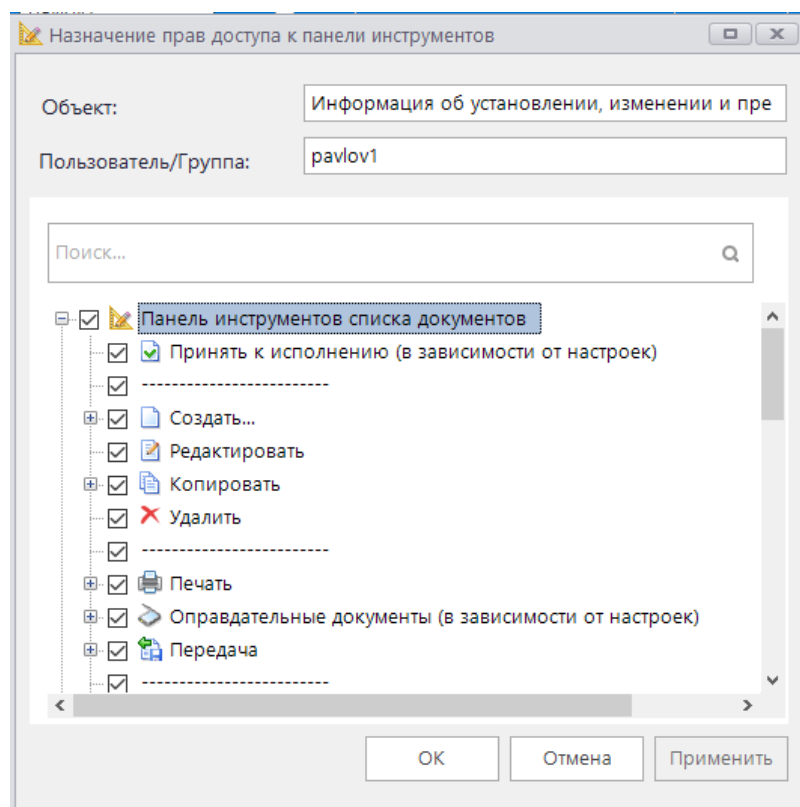 Назначение прав доступа к панели инструментов
Объект:
Информация об установлении, изменении и пре
Пользователь/Группа:
pavlov1
Поиск...
Панель инструментов списка документов
Принять к исполнению (в зависимости от настроек)
--------------------------
Создать...
Редактировать
Копировать
Удалить
--------------------------
Печать
Оправдательные документы (в зависимости от настроек)
Передача
--------------------------
ОК
Отмена
Применить